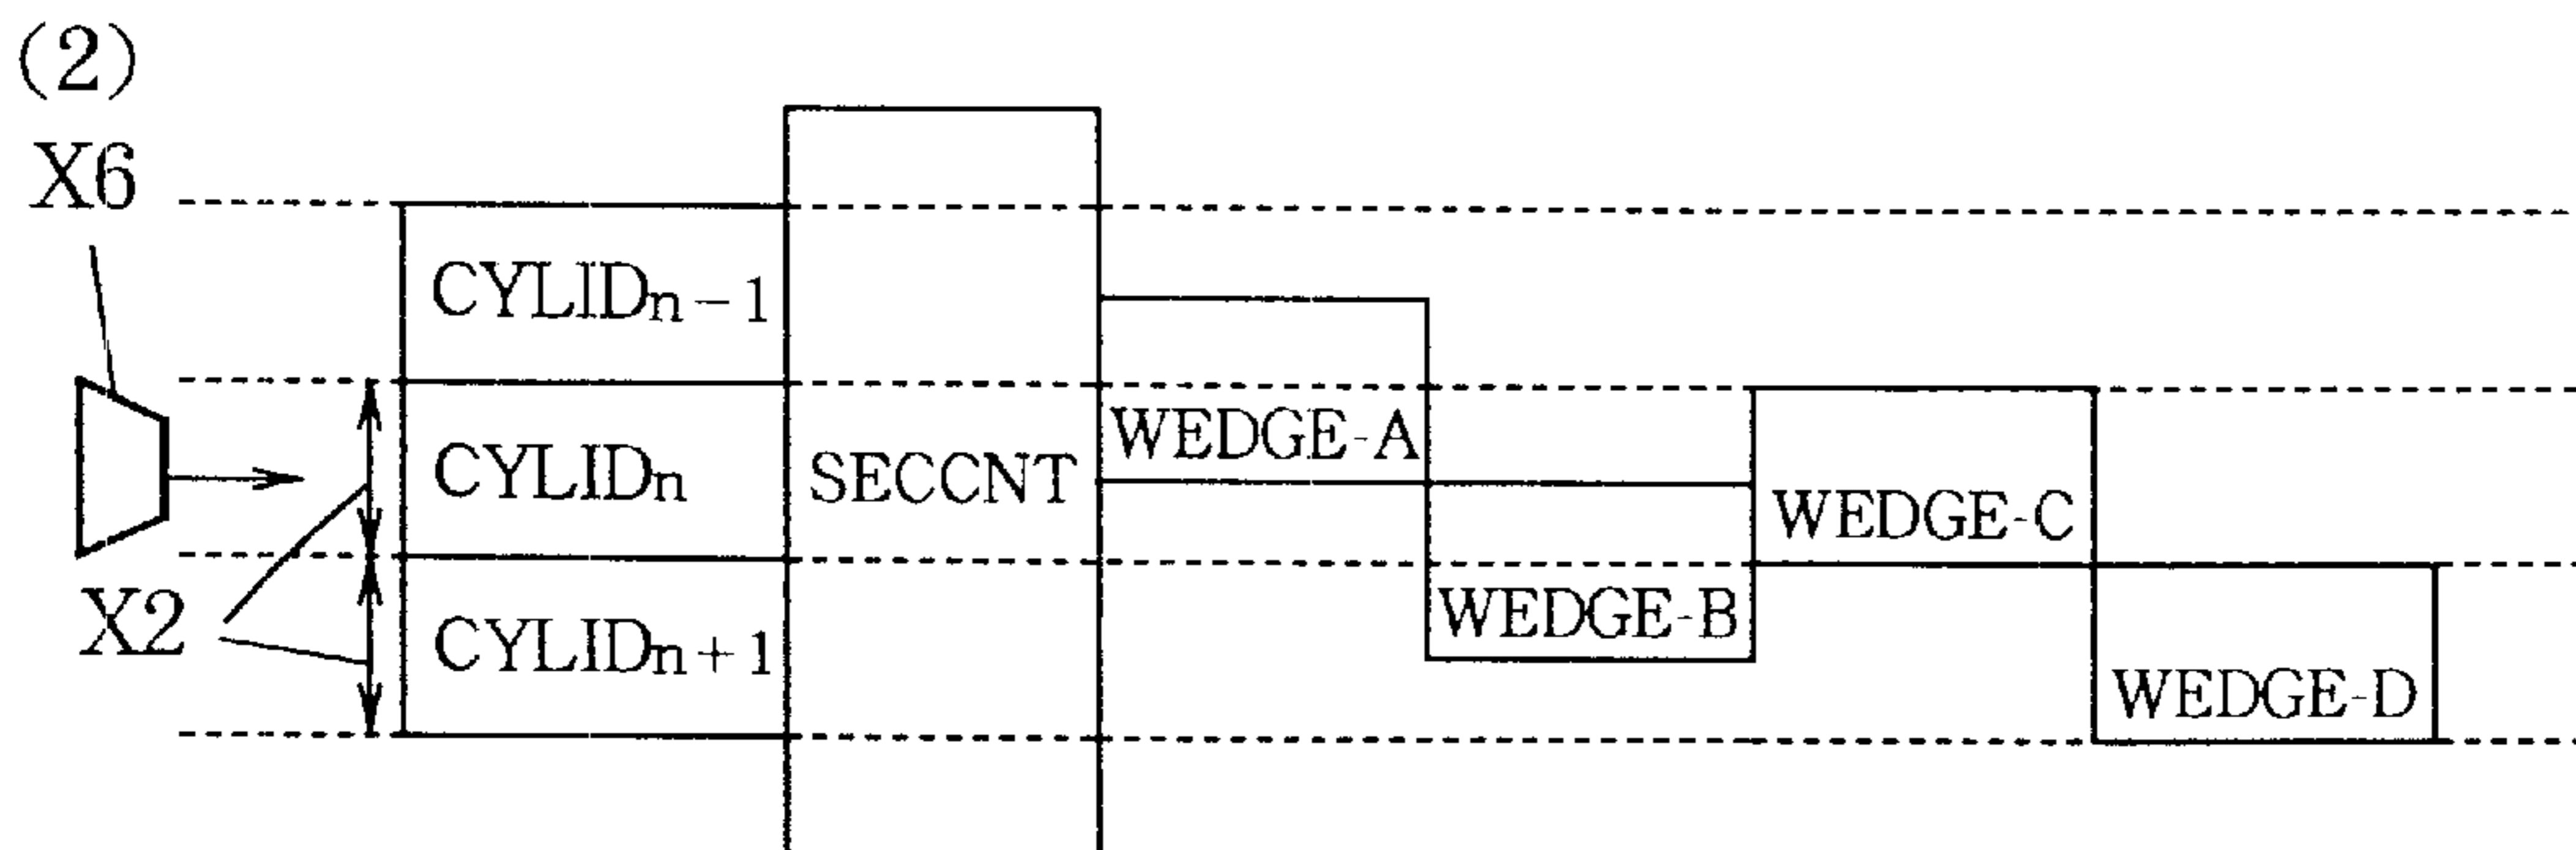 (2)
X6
CYLIDn-1
WEDGE-A
CYLIDn
SECCNT
WEDGE-C
X2
WEDGE-B
CYLIDn+1
WEDGE-D